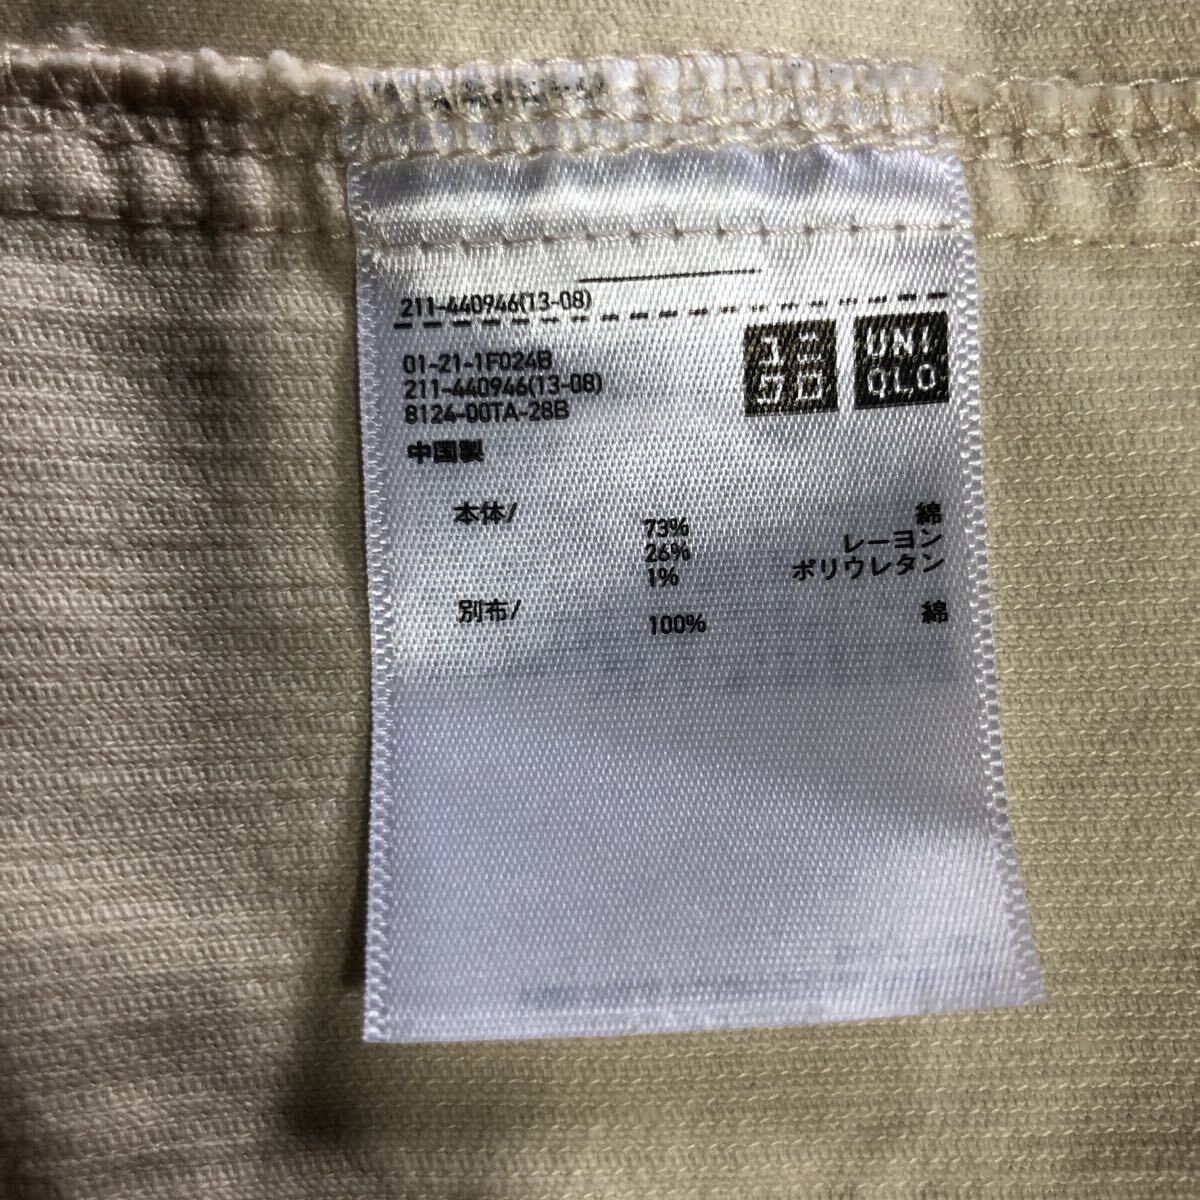 211-440946(13-08)
ユニ
クロ
UNI
QLO
01-21-1F024B
211-440946(13-08)
8124-00TA-28B
中国製
本体/ 73% 綿
26% レーヨン
1% ポリウレタン
別布/ 100% 綿